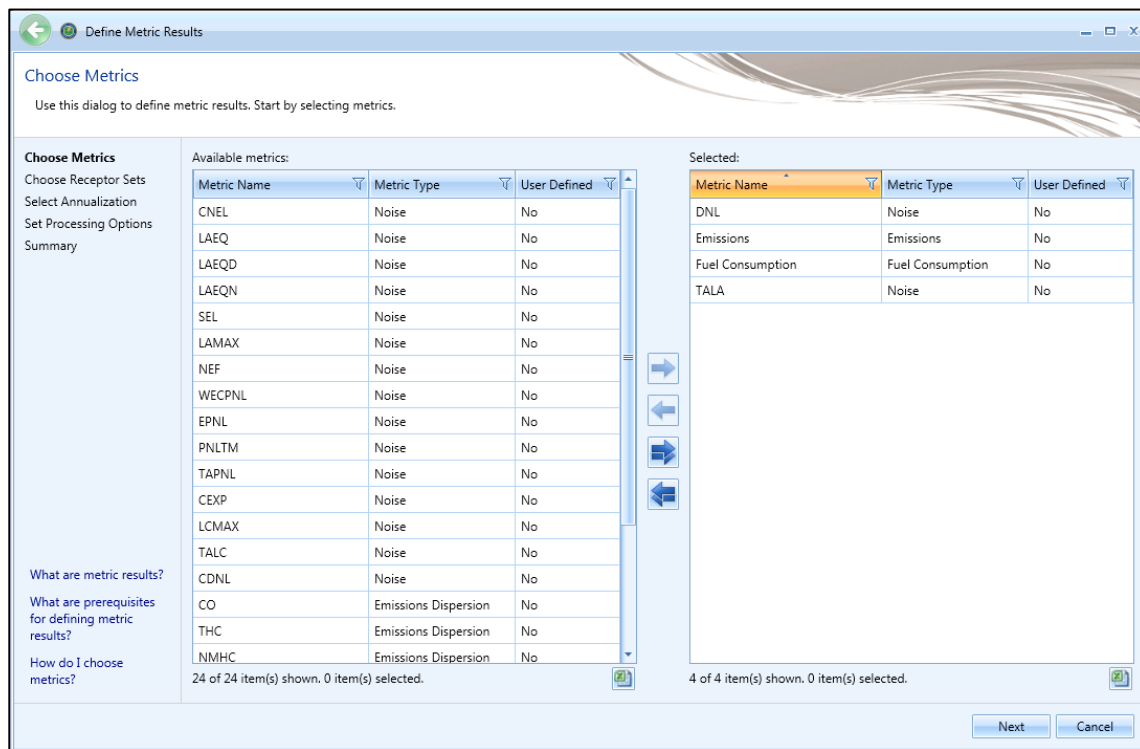 Define Metric Results
Choose Metrics
Use this dialog to define metric results. Start by selecting metrics.
Choose Metrics
Choose Receptor Sets
Select Annualization
Set Processing Options
Summary
What are metric results?
What are prerequisites
for defining metric
results?
How do I choose
metrics?
Available metrics:
Metric Name Metric Type User Defined
CNEL Noise No
LAEQ Noise No
LAEQD Noise No
LAEQN Noise No
SEL Noise No
LAMAX Noise No
NEF Noise No
WECPNL Noise No
EPNL Noise No
PNLTM Noise No
TAPNL Noise No
CEXP Noise No
LCMAX Noise No
TALC Noise No
CDNL Noise No
CO Emissions Dispersion No
THC Emissions Dispersion No
NMHC Emissions Dispersion No
24 of 24 item(s) shown. 0 item(s) selected.
Selected:
Metric Name Metric Type User Defined
DNL Noise No
Emissions Emissions No
Fuel Consumption Fuel Consumption No
TALA Noise No
4 of 4 item(s) shown. 0 item(s) selected.
Next Cancel